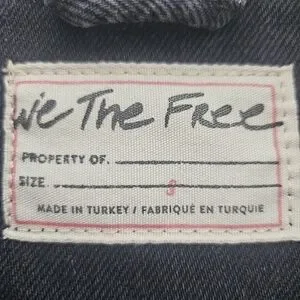 We The Free
PROPERTY OF.
SIZE
MADE IN TURKEY / FABRIQUÉ EN TURQUIE